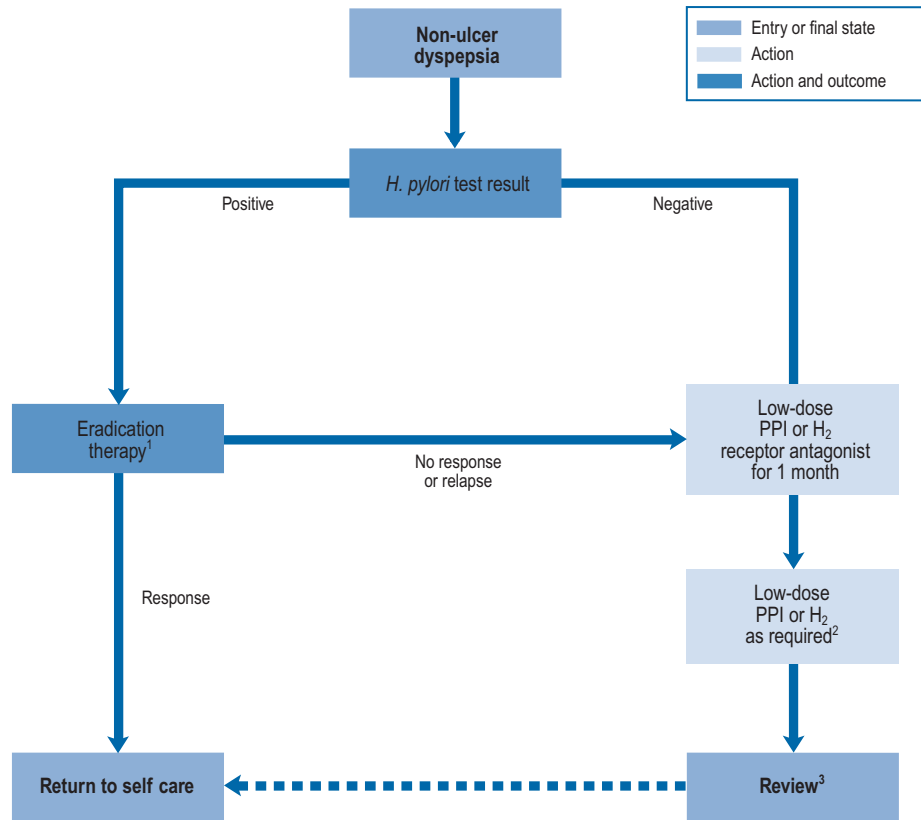 Non-ulcer
dyspepsia
Entry or final state
Action
Action and outcome
H. pylori test result
Positive
Negative
Eradication
therapy¹
No response
or relapse
Low-dose
PPI or H₂
receptor antagonist
for 1 month
Response
Low-dose
PPI or H₂
as required²
Return to self care
Review³